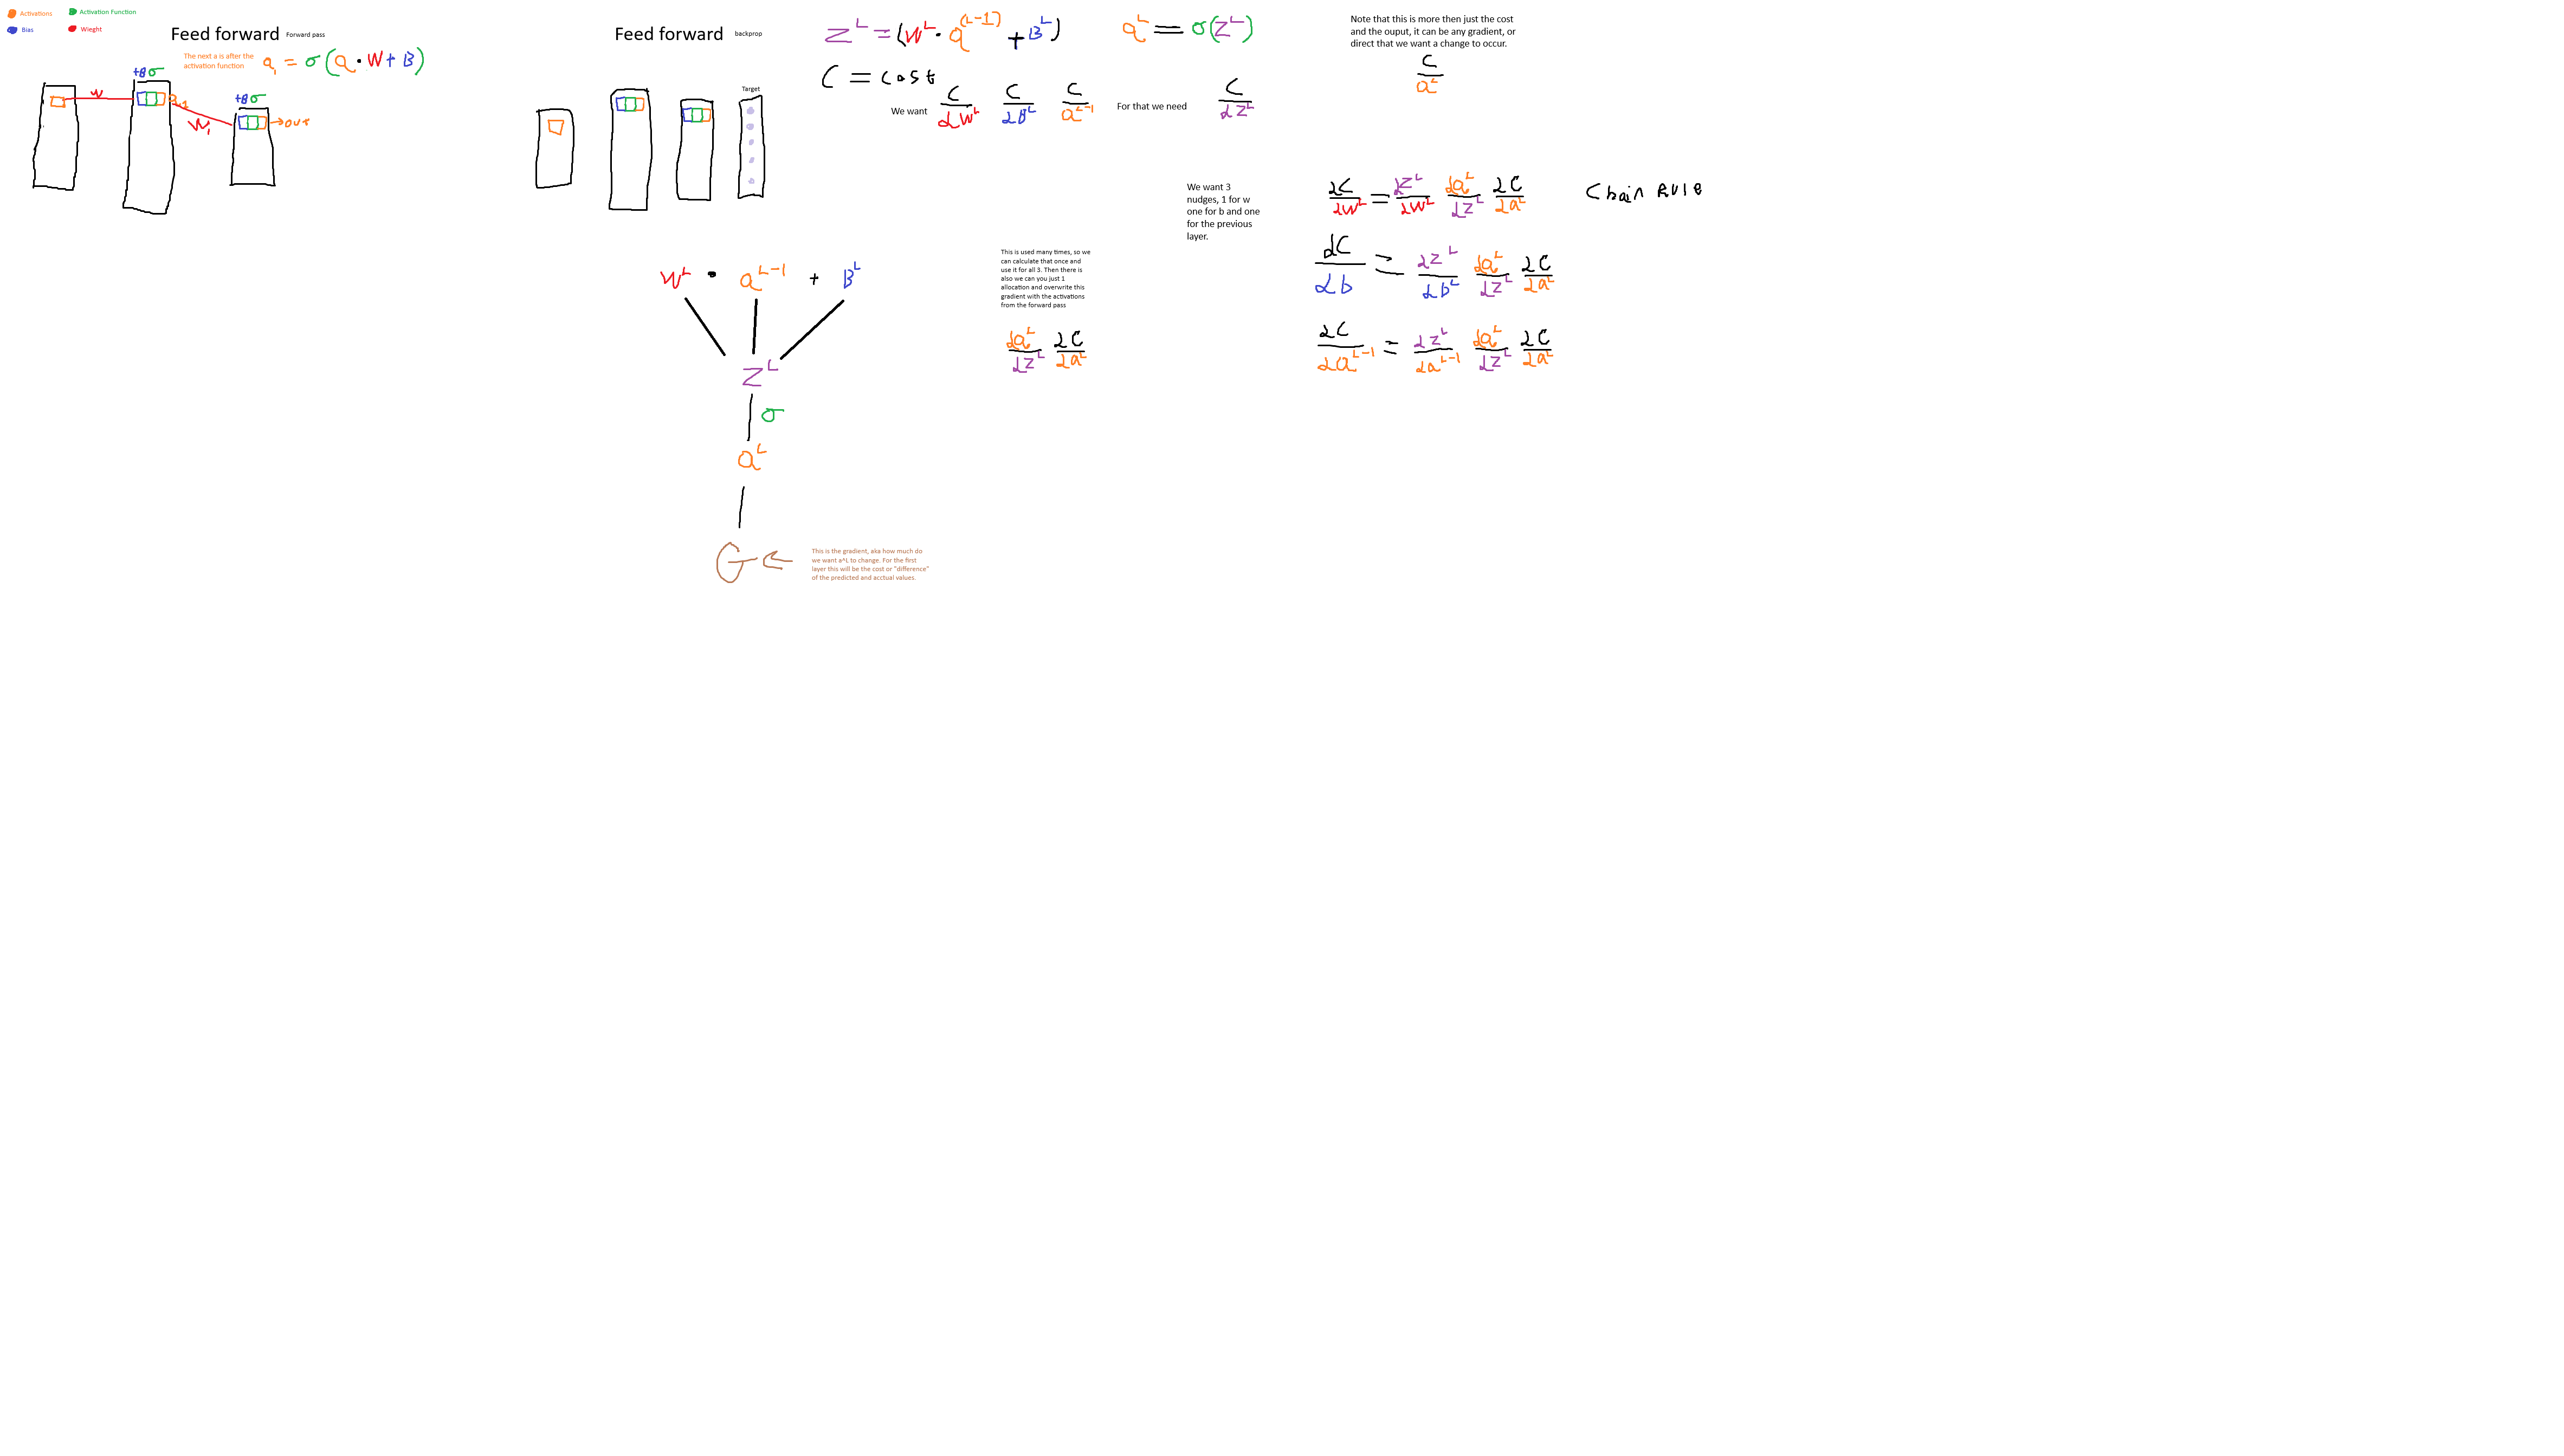 Activations
Activation Function
Bias
Wieght
Feed forward Forward pass
The next a is after the
activation function
a₁ = σ(a • W + B)
+B σ
w
a₁
W₁
+B σ
→out
Feed forward backprop
Target
Z^L = (W^L • a^(L-1) + B^L)
a^L = σ(Z^L)
C = cost
We want
C/∂W^L C/∂B^L C/a^L-1
For that we need
C/∂Z^L
Note that this is more then just the cost
and the ouput, it can be any gradient, or
direct that we want a change to occur.
C/a^L
We want 3
nudges, 1 for w
one for b and one
for the previous
layer.
∂C/∂W^L = ∂Z^L/∂W^L ∂a^L/∂Z^L ∂C/∂a^L
Chain Rule
∂C/∂b = ∂Z^L/∂b^L ∂a^L/∂Z^L ∂C/∂a^L
∂C/∂a^L-1 = ∂Z^L/∂a^L-1 ∂a^L/∂Z^L ∂C/∂a^L
This is used many times, so we
can calculate that once and
use it for all 3. Then there is
also we can you just 1
allocation and overwrite this
gradient with the activations
from the forward pass
∂a^L/∂Z^L ∂C/∂a^L
W^L • a^L-1 + B^L
Z^L
σ
a^L
G ←
This is the gradient, aka how much do
we want a^L to change. For the first
layer this will be the cost or "difference"
of the predicted and acctual values.